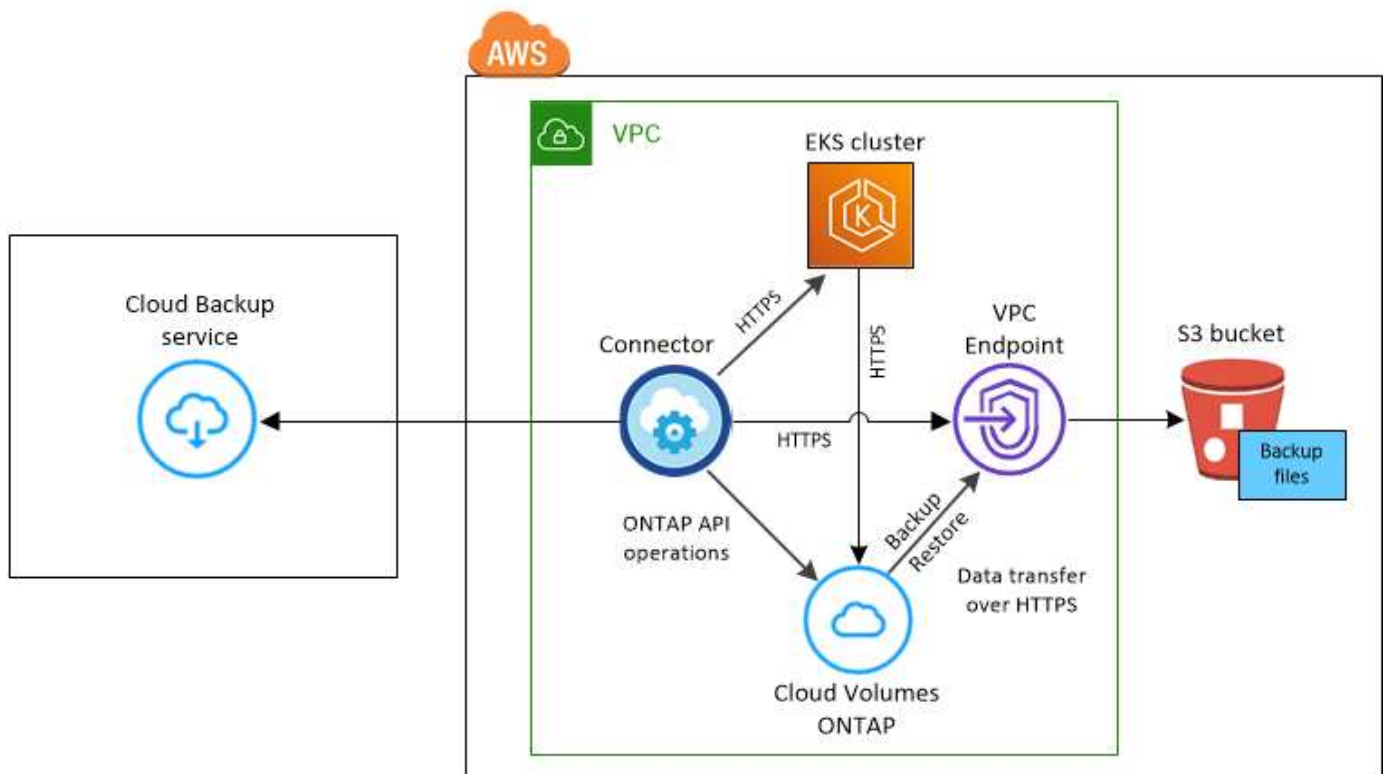 AWS
VPC
EKS cluster
Cloud Backup
service
HTTPS
Connector
HTTPS
VPC
Endpoint
S3 bucket
HTTPS
Backup
files
ONTAP API
operations
Backup
Restore
Data transfer
over HTTPS
Cloud Volumes
ONTAP
K